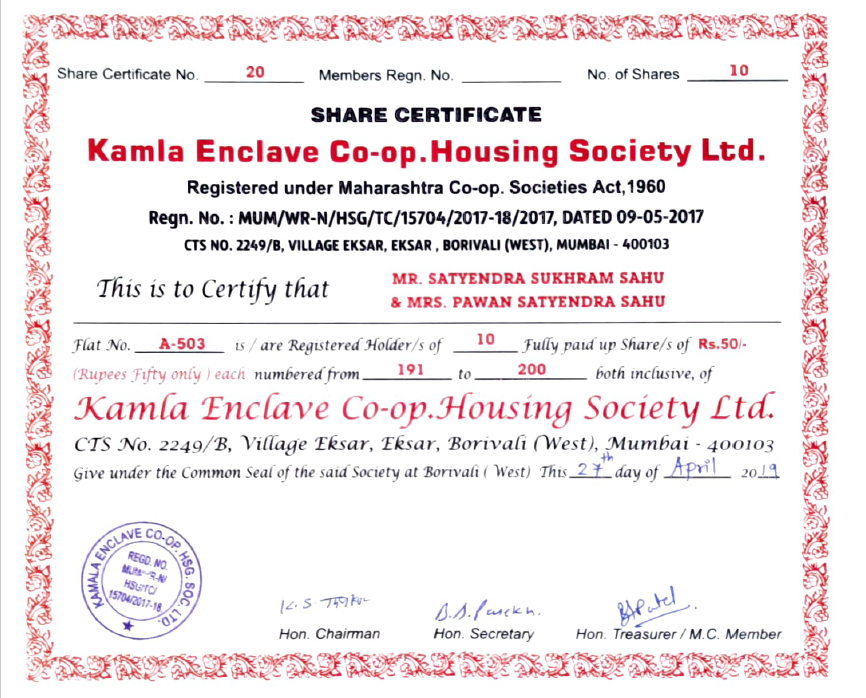 Share Certificate No. 20 Members Regn. No. No. of Shares 10
SHARE CERTIFICATE
Kamla Enclave Co-op.Housing Society Ltd.
Registered under Maharashtra Co-op. Societies Act,1960
Regn. No. : MUM/WR-N/HSG/TC/15704/2017-18/2017, DATED 09-05-2017
CTS NO. 2249/B, VILLAGE EKSAR, EKSAR , BORIVALI (WEST), MUMBAI - 400103
This is to Certify that MR. SATYENDRA SUKHRAM SAHU
& MRS. PAWAN SATYENDRA SAHU
Flat No. A-503 is / are Registered Holder/s of 10 Fully paid up Share/s of Rs.50/-
(Rupees Fifty only ) each numbered from 191 to 200 both inclusive, of
Kamla Enclave Co-op.Housing Society Ltd.
CTS No. 2249/B, Village Eksar, Eksar, Borivali (West), Mumbai - 400103
Give under the Common Seal of the said Society at Borivali ( West) This 27th day of April 2019
KAMALA ENCLAVE CO-OP. HSG. SOC. LTD.
REGD. NO.
HSG/TC/
15704/2017-18
Hon. Chairman Hon. Secretary Hon. Treasurer / M.C. Member